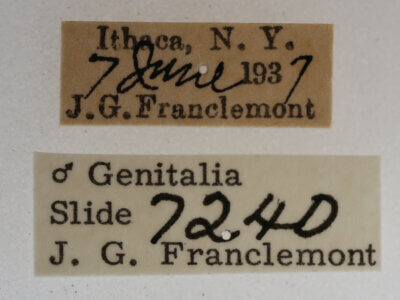 Ithaca, N. Y.
7 June 1937
J. G. Franclemont
♂ Genitalia
Slide 7240
J. G. Franclemont